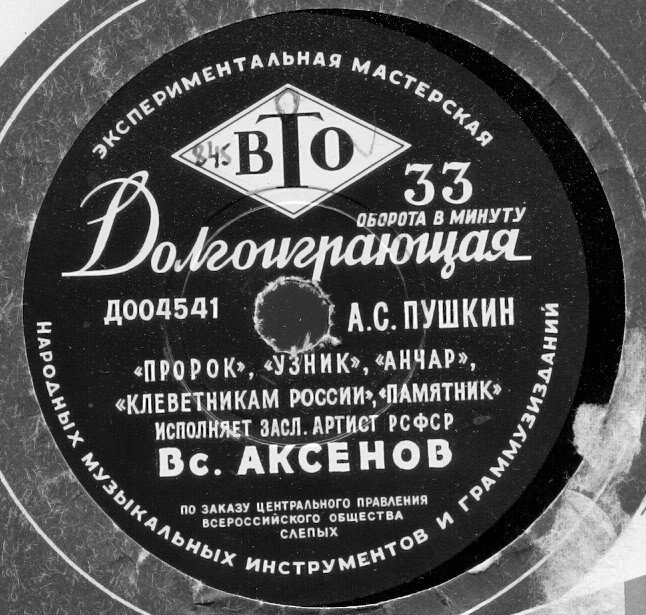 ЭКСПЕРИМЕНТАЛЬНАЯ МАСТЕРСКАЯ
845
ВТО
33
ОБОРОТА В МИНУТУ
Долгоиграющая
Д004541
А.С. ПУШКИН
«ПРОРОК», «УЗНИК», «АНЧАР»,
«КЛЕВЕТНИКАМ РОССИИ», «ПАМЯТНИК»
ИСПОЛНЯЕТ ЗАСЛ. АРТИСТ РСФСР
Вс. АКСЕНОВ
ПО ЗАКАЗУ ЦЕНТРАЛЬНОГО ПРАВЛЕНИЯ
ВСЕРОССИЙСКОГО ОБЩЕСТВА
СЛЕПЫХ
НАРОДНЫХ МУЗЫКАЛЬНЫХ ИНСТРУМЕНТОВ И ГРАММУЗИЗДАНИЙ